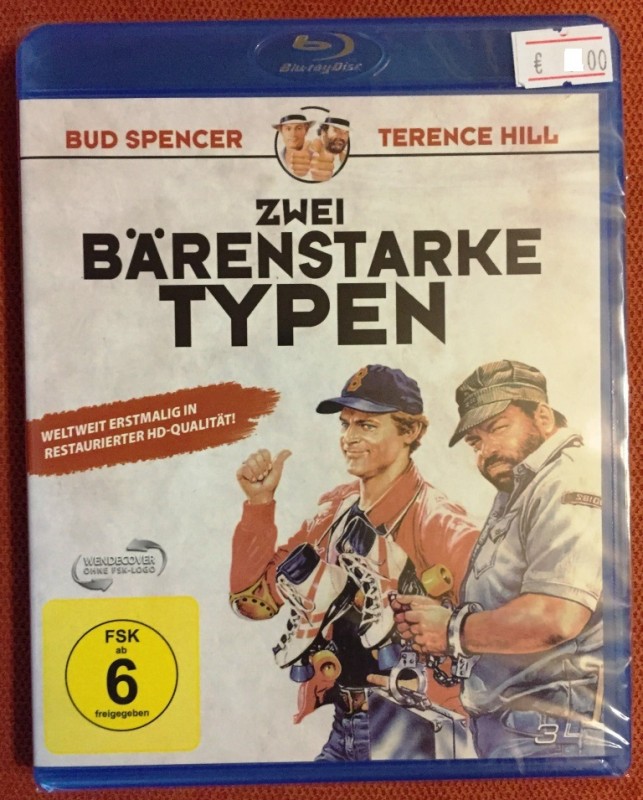 Blu-ray Disc
.00
BUD SPENCER
TERENCE HILL
ZWEI
BÄRENSTARKE
TYPEN
WELTWEIT ERSTMALIG IN
RESTAURIERTER HD-QUALITÄT!
B
WENDECOVER
OHNE FSK-LOGO
FSK
ab
6
freigegeben
3L